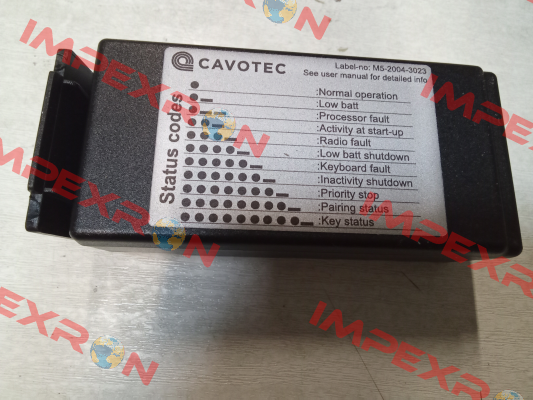 CAVOTEC
Label-no: M5-2004-3023
See user manual for detailed info
Status codes
:Normal operation
:Low batt
:Processor fault
:Activity at start-up
:Radio fault
:Low batt shutdown
:Keyboard fault
:Inactivity shutdown
:Priority stop
:Pairing status
:Key status
IMPEXRON
IMPEXRON
IMPEXRON
IMPEXRON